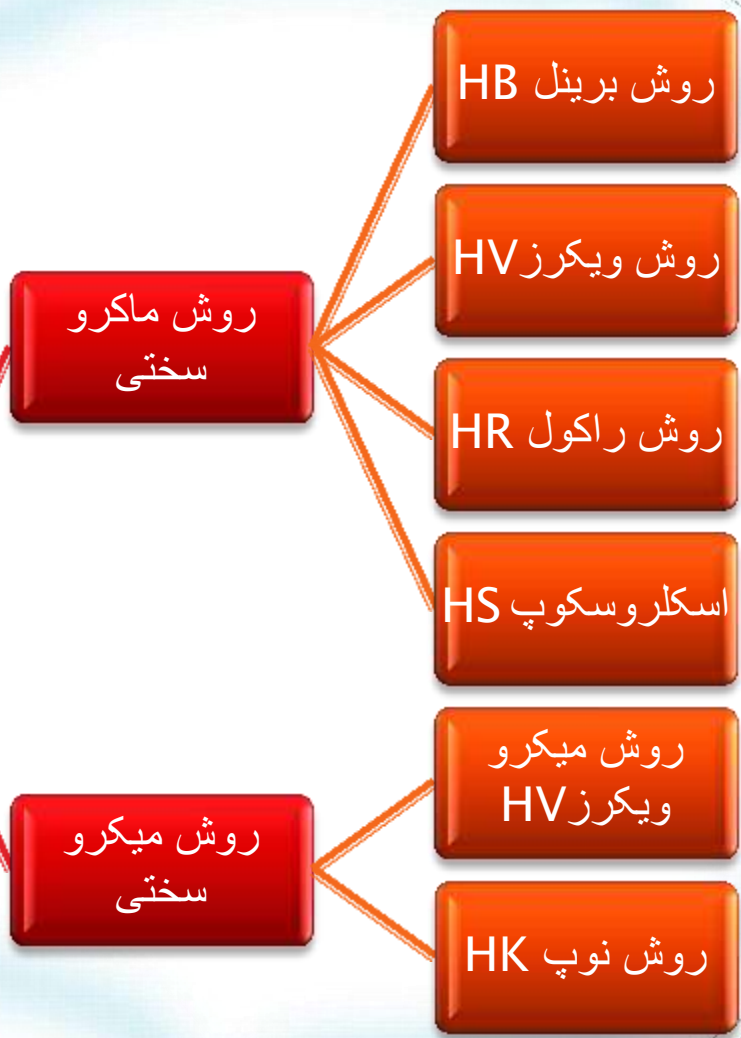 روش ماکرو
سختی
روش برینل HB
روش ویکرزHV
روش راکول HR
اسکلروسکوپ HS
روش میکرو
سختی
روش میکرو
ویکرزHV
روش نوپ HK